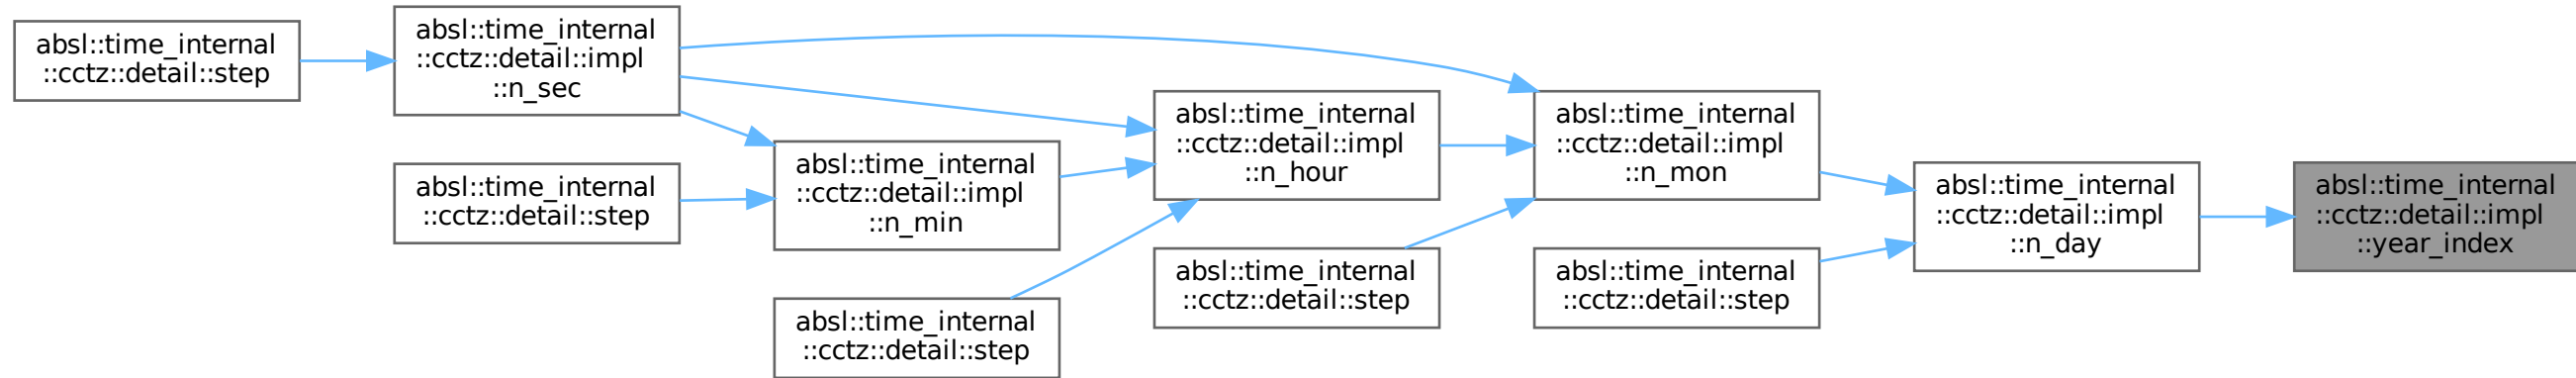 absl::time_internal
::cctz::detail::step
absl::time_internal
::cctz::detail::impl
::n_sec
absl::time_internal
::cctz::detail::step
absl::time_internal
::cctz::detail::impl
::n_min
absl::time_internal
::cctz::detail::step
absl::time_internal
::cctz::detail::impl
::n_hour
absl::time_internal
::cctz::detail::step
absl::time_internal
::cctz::detail::impl
::n_mon
absl::time_internal
::cctz::detail::step
absl::time_internal
::cctz::detail::impl
::n_day
absl::time_internal
::cctz::detail::impl
::year_index